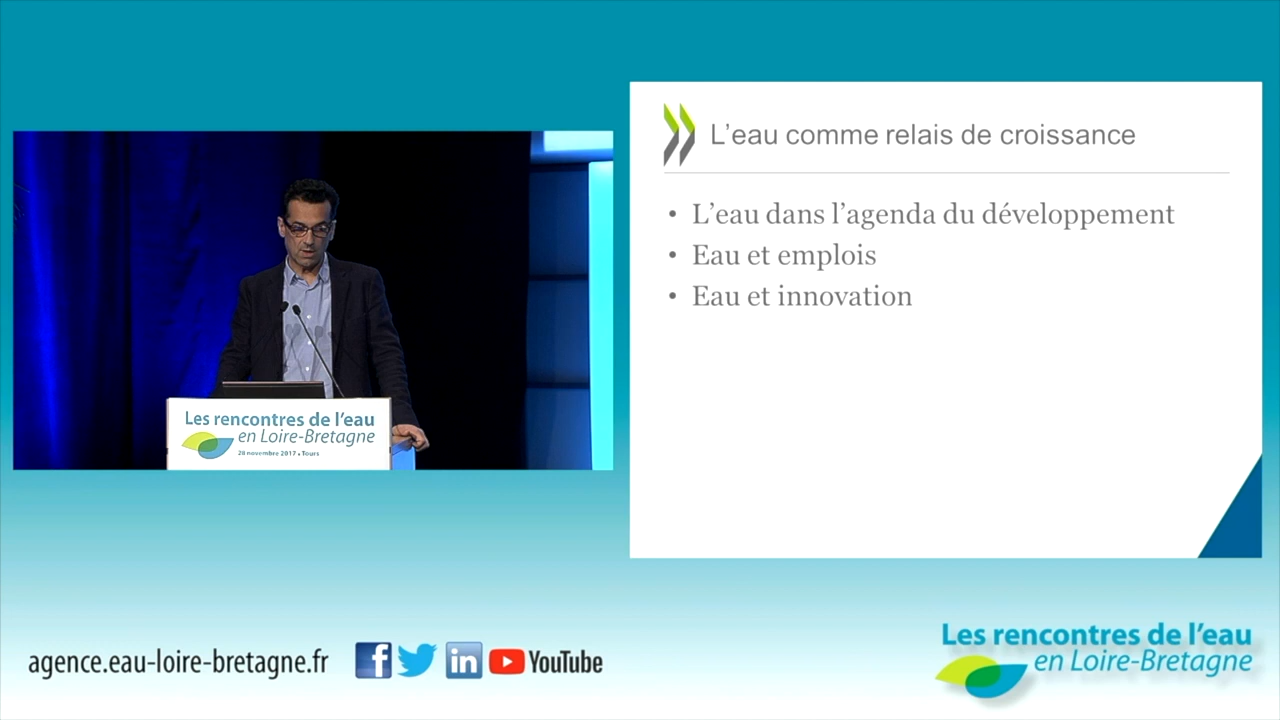 L'eau comme relais de croissance
• L'eau dans l'agenda du développement
• Eau et emplois
• Eau et innovation
Les rencontres de l'eau
en Loire-Bretagne
28 novembre 2017 • Tours
agence.eau-loire-bretagne.fr
f
in
YouTube
Les rencontres de l'eau
en Loire-Bretagne